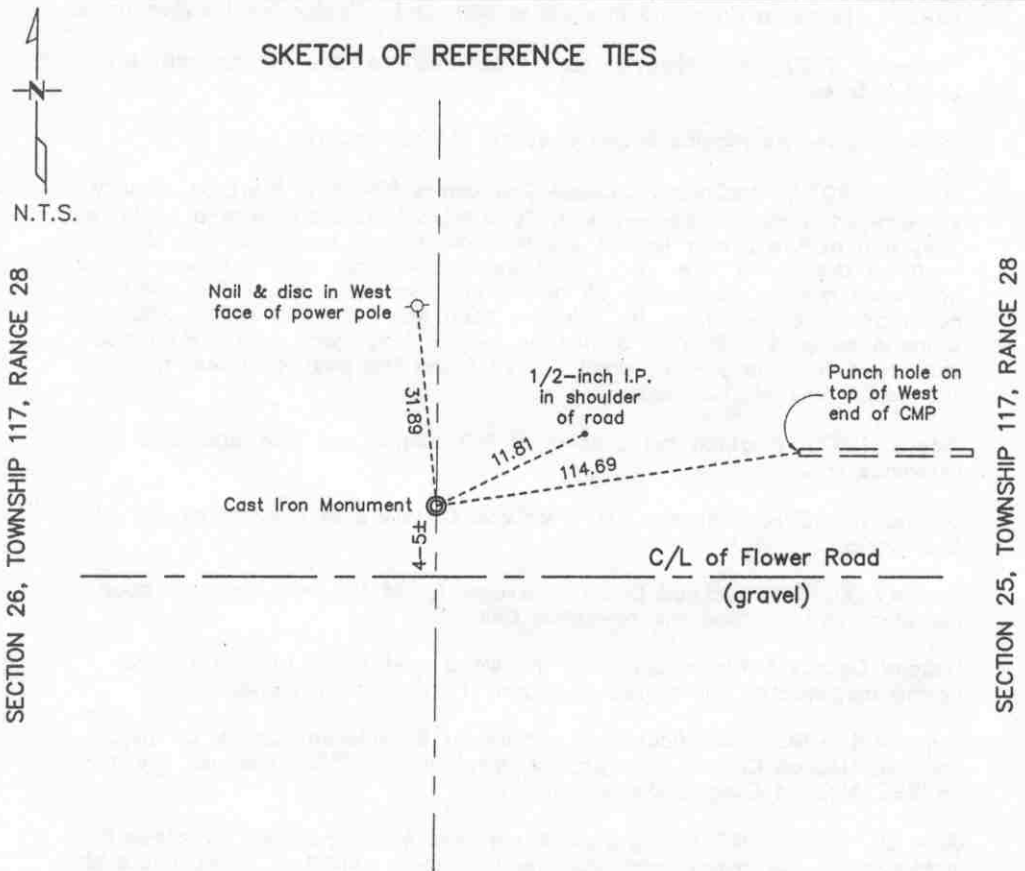 SKETCH OF REFERENCE TIES
N
N.T.S.
SECTION 26, TOWNSHIP 117, RANGE 28
Nail & disc in West
face of power pole
31.89
1/2-inch I.P.
in shoulder
of road
11.81
114.69
Punch hole on
top of West
end of CMP
Cast Iron Monument
4-5±
C/L of Flower Road
(gravel)
SECTION 25, TOWNSHIP 117, RANGE 28